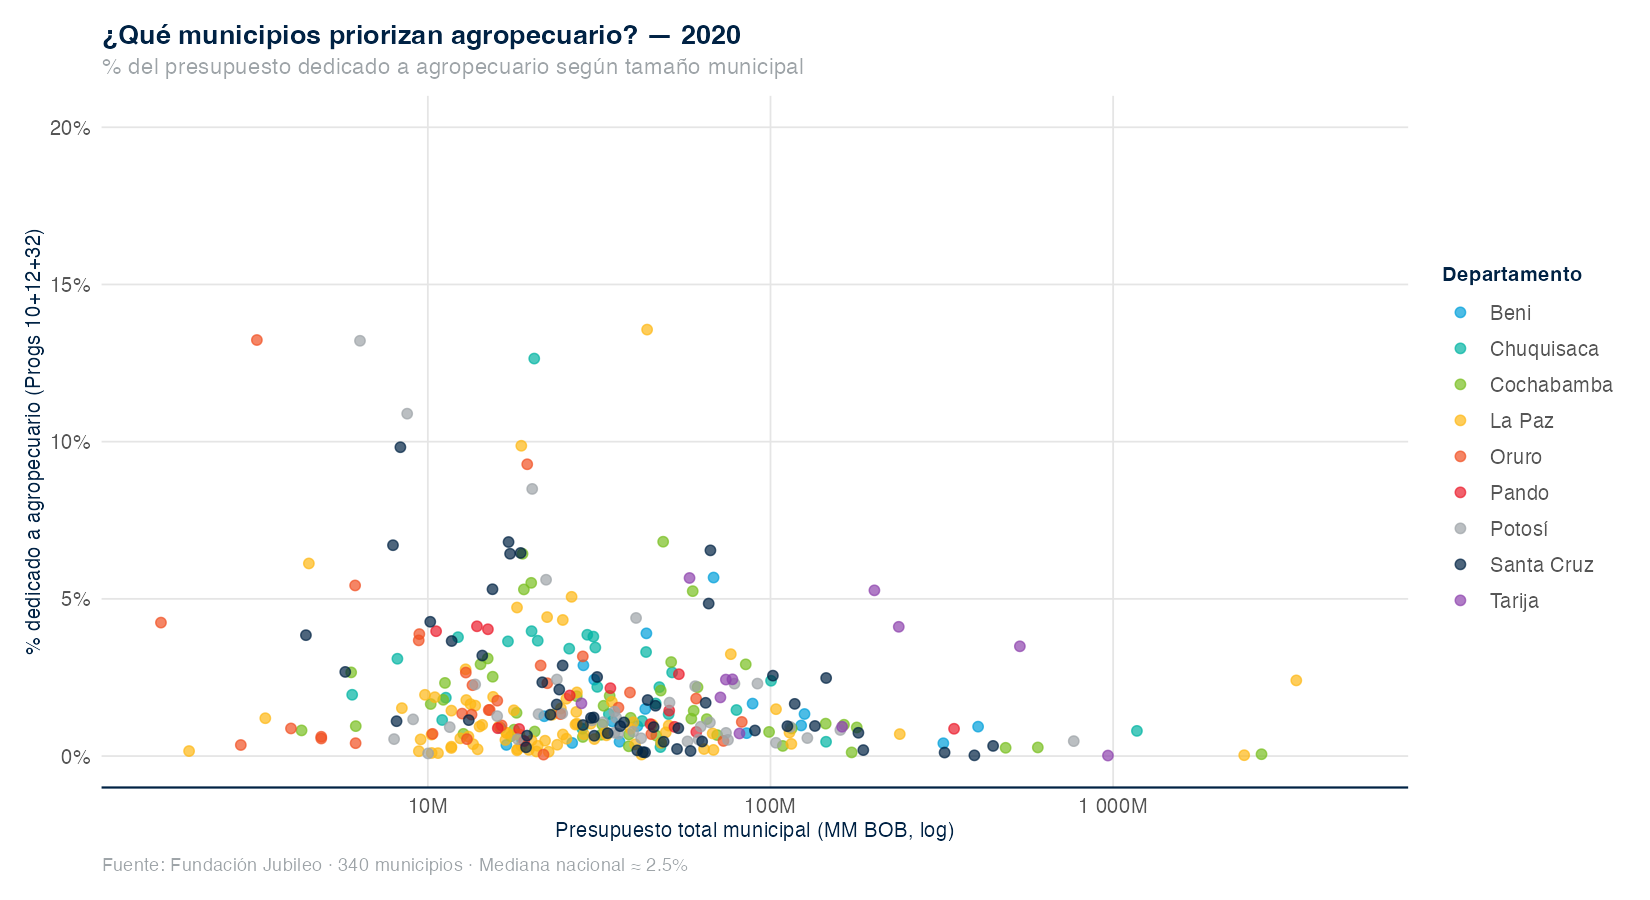 ¿Qué municipios priorizan agropecuario? — 2020
% del presupuesto dedicado a agropecuario según tamaño municipal
% dedicado a agropecuario (Progs 10+12+32)
20%
15%
10%
5%
0%
10M
100M
1 000M
Presupuesto total municipal (MM BOB, log)
Departamento
Beni
Chuquisaca
Cochabamba
La Paz
Oruro
Pando
Potosí
Santa Cruz
Tarija
Fuente: Fundación Jubileo · 340 municipios · Mediana nacional ≈ 2.5%